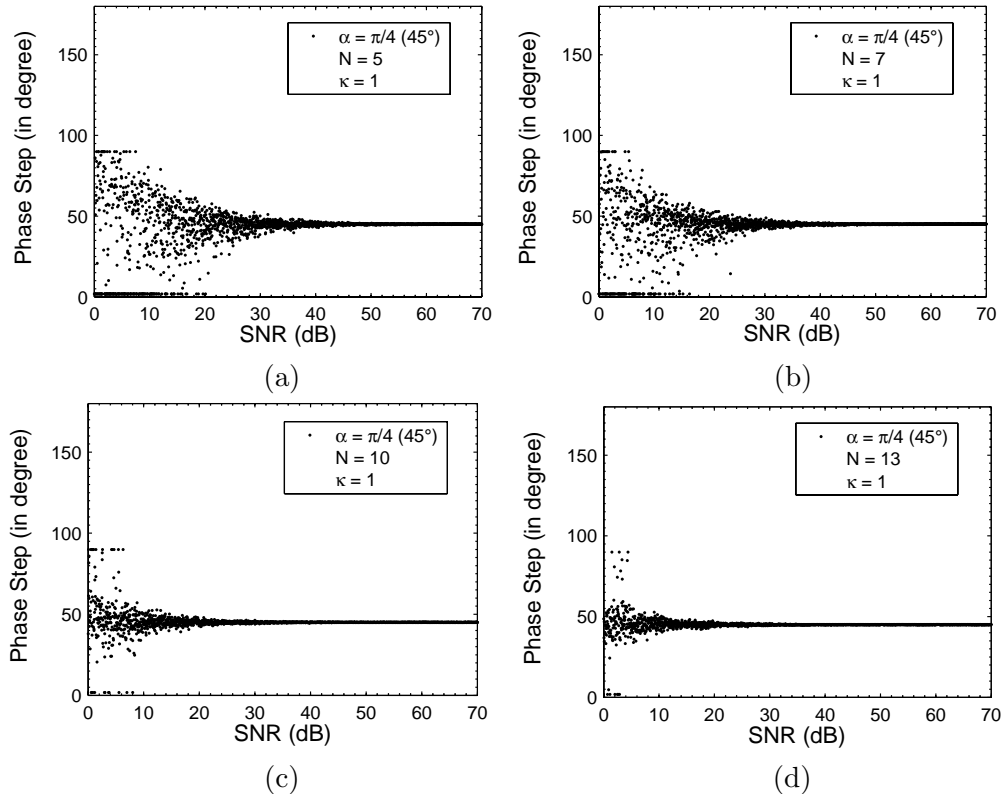 Phase Step (in degree)
150
100
50
0
α = π/4 (45°)
N = 5
κ = 1
0 10 20 30 40 50 60 70
SNR (dB)
(a)
Phase Step (in degree)
150
100
50
0
α = π/4 (45°)
N = 7
κ = 1
0 10 20 30 40 50 60 70
SNR (dB)
(b)
Phase Step (in degree)
150
100
50
0
α = π/4 (45°)
N = 10
κ = 1
0 10 20 30 40 50 60 70
SNR (dB)
(c)
Phase Step (in degree)
150
100
50
0
α = π/4 (45°)
N = 13
κ = 1
0 10 20 30 40 50 60 70
SNR (dB)
(d)